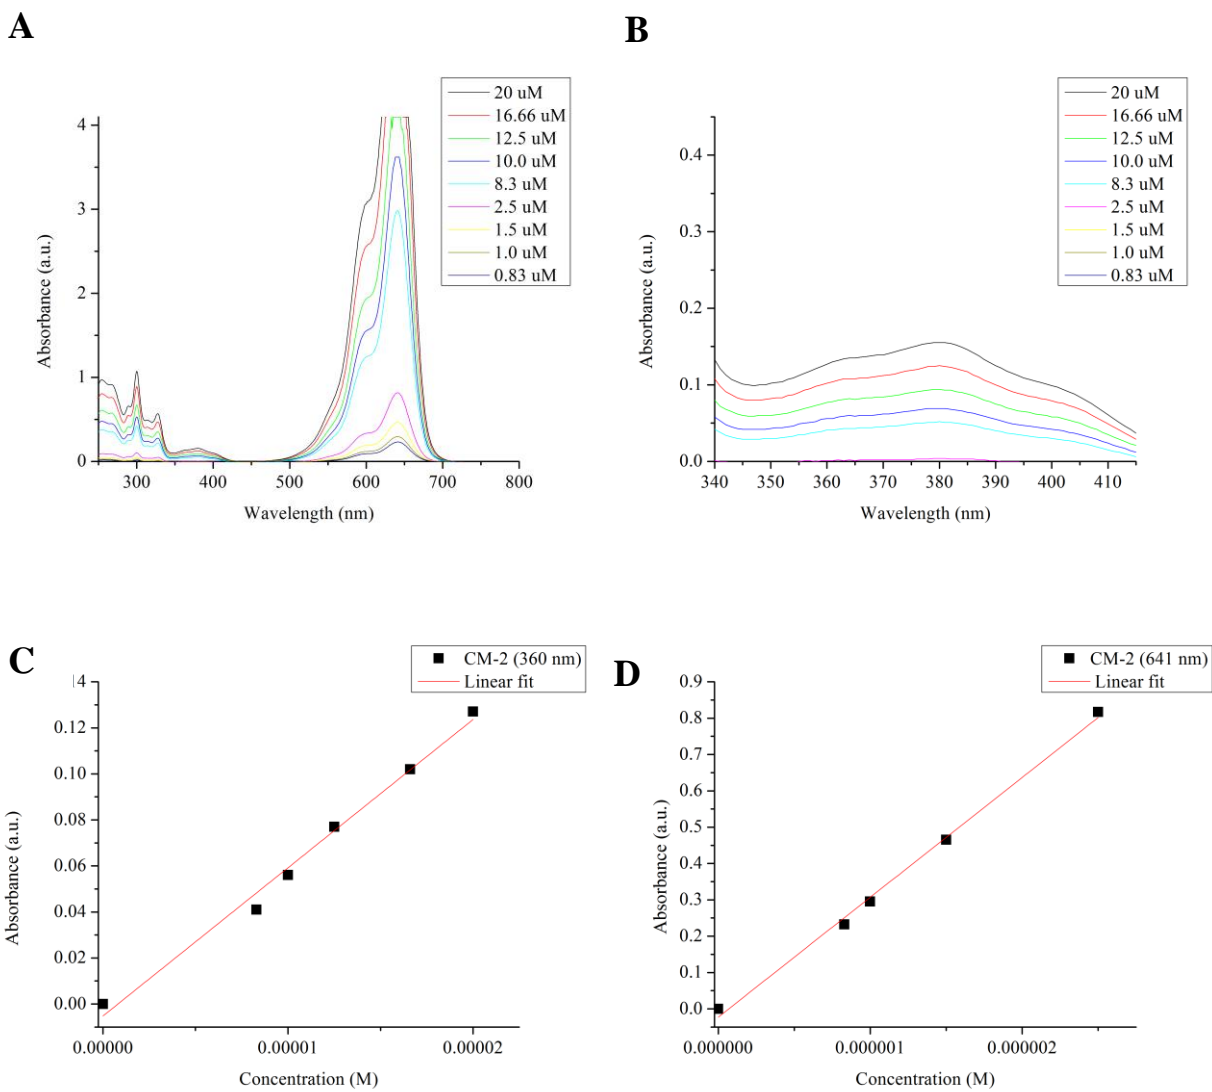 A
B
20 uM
16.66 uM
12.5 uM
10.0 uM
8.3 uM
2.5 uM
1.5 uM
1.0 uM
0.83 uM
4
3
2
1
0
300 400 500 600 700 800
Absorbance (a.u.)
Wavelength (nm)
20 uM
16.66 uM
12.5 uM
10.0 uM
8.3 uM
2.5 uM
1.5 uM
1.0 uM
0.83 uM
0.4
0.3
0.2
0.1
0.0
340 350 360 370 380 390 400 410
Absorbance (a.u.)
Wavelength (nm)
C
CM-2 (360 nm)
Linear fit
14
0.12
0.10
0.08
0.06
0.04
0.02
0.00
0.00000 0.00001 0.00002
Absorbance (a.u.)
Concentration (M)
D
CM-2 (641 nm)
Linear fit
0.9
0.8
0.7
0.6
0.5
0.4
0.3
0.2
0.1
0.0
0.000000 0.000001 0.000002
Absorbance (a.u.)
Concentration (M)